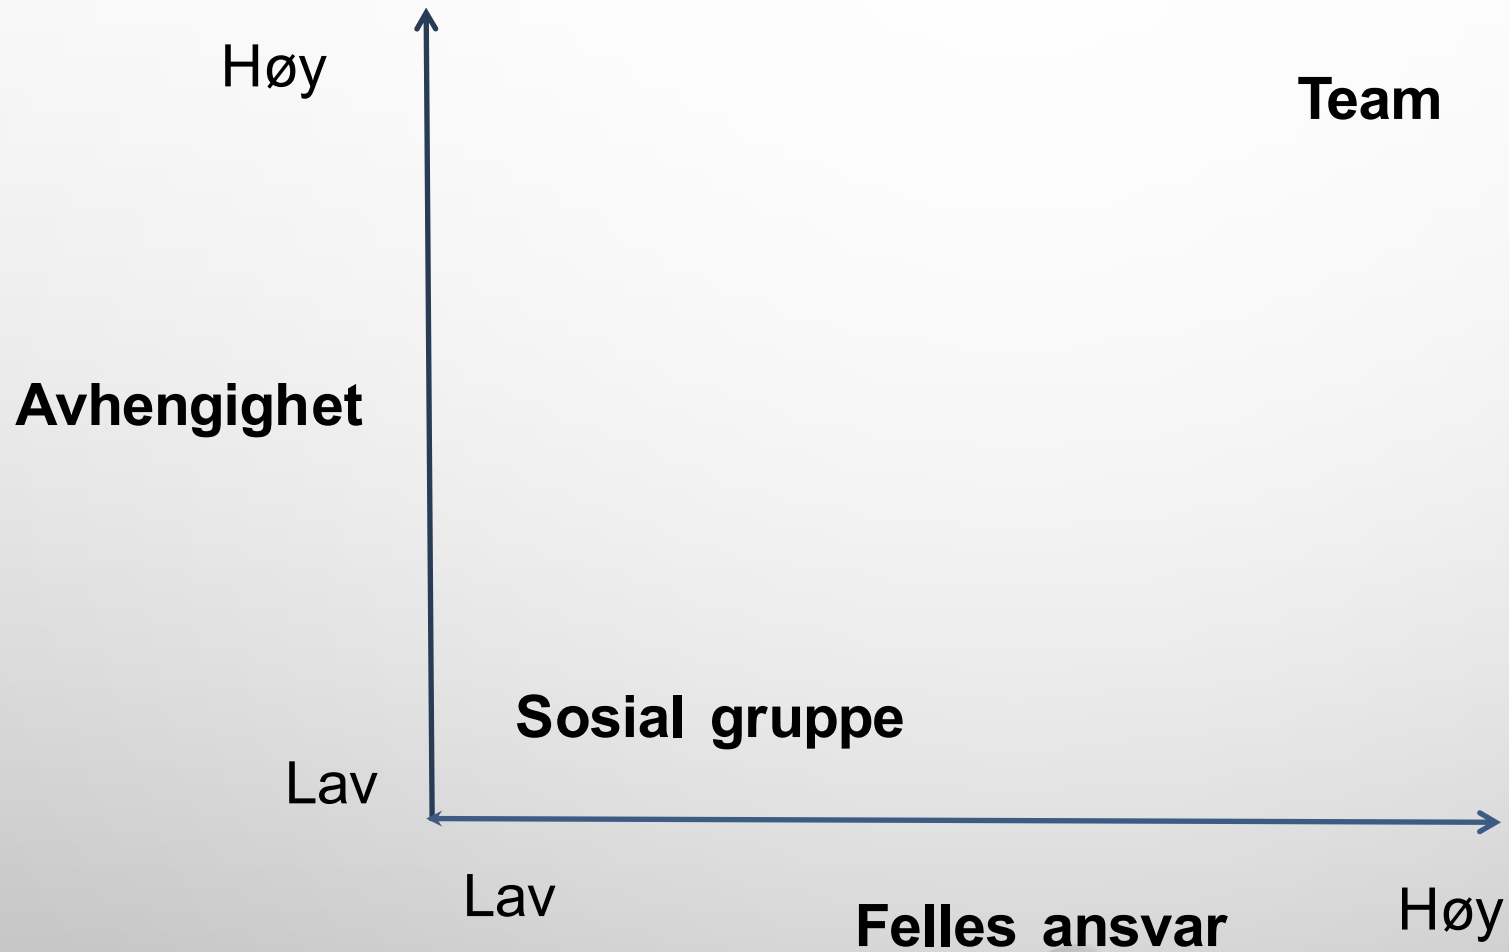 Høy
Team
Avhengighet
Sosial gruppe
Lav
Lav
Felles ansvar
Høy